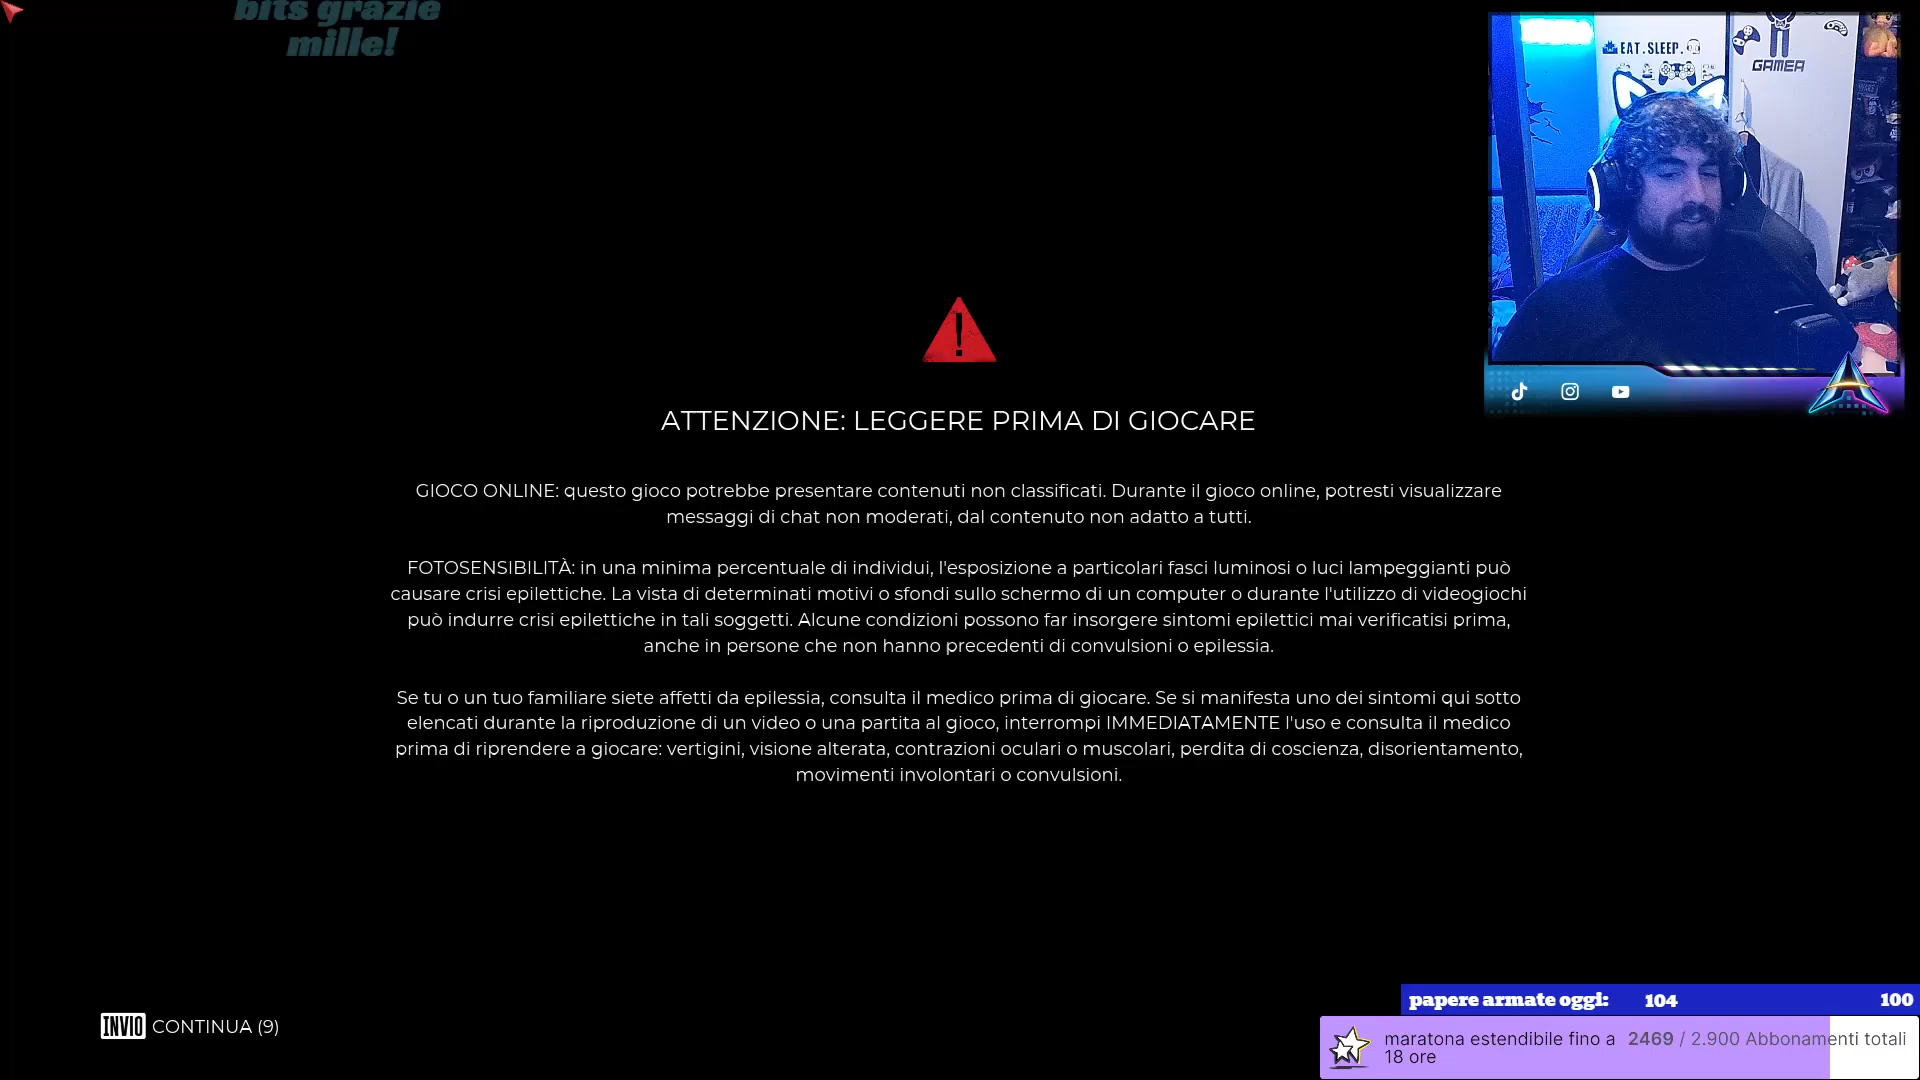 bits grazie
mille!
EAT.SLEEP.
GAMER
ATTENZIONE: LEGGERE PRIMA DI GIOCARE
GIOCO ONLINE: questo gioco potrebbe presentare contenuti non classificati. Durante il gioco online, potresti visualizzare
messaggi di chat non moderati, dal contenuto non adatto a tutti.
FOTOSENSIBILITÀ: in una minima percentuale di individui, l'esposizione a particolari fasci luminosi o luci lampeggianti può
causare crisi epilettiche. La vista di determinati motivi o sfondi sullo schermo di un computer o durante l'utilizzo di videogiochi
può indurre crisi epilettiche in tali soggetti. Alcune condizioni possono far insorgere sintomi epilettici mai verificatisi prima,
anche in persone che non hanno precedenti di convulsioni o epilessia.
Se tu o un tuo familiare siete affetti da epilessia, consulta il medico prima di giocare. Se si manifesta uno dei sintomi qui sotto
elencati durante la riproduzione di un video o una partita al gioco, interrompi IMMEDIATAMENTE l'uso e consulta il medico
prima di riprendere a giocare: vertigini, visione alterata, contrazioni oculari o muscolari, perdita di coscienza, disorientamento,
movimenti involontari o convulsioni.
INVIO CONTINUA (9)
papere armate oggi: 104 100
maratona estendibile fino a 2469 / 2.900 Abbonamenti totali
18 ore